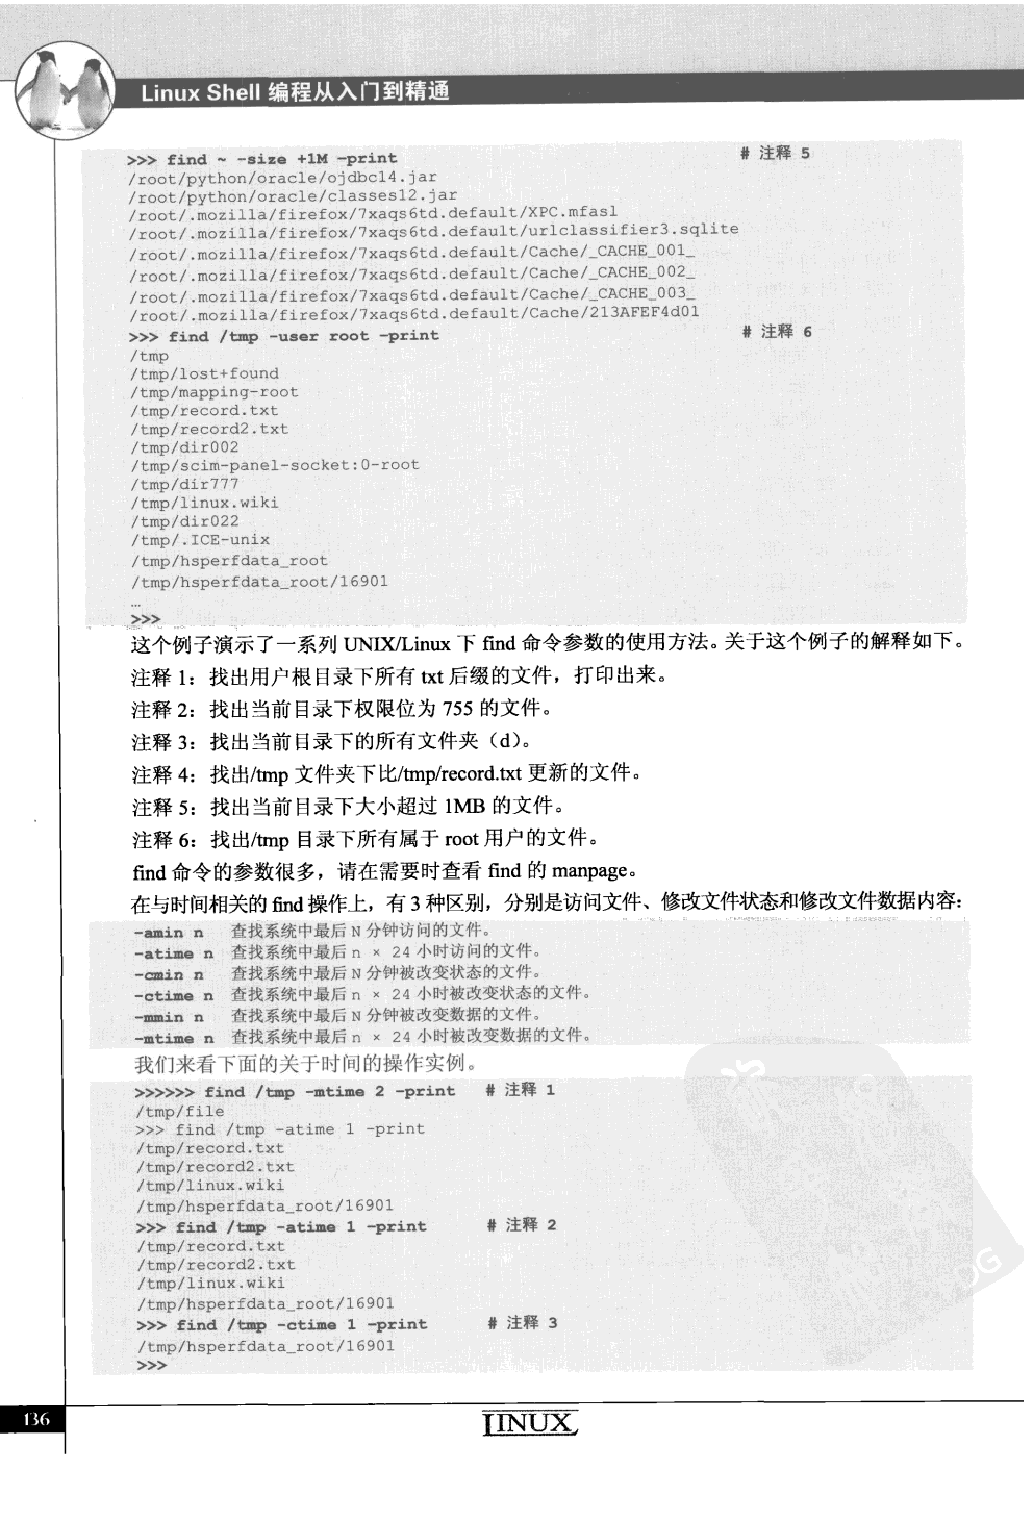 Linux Shell 编程从入门到精通
>>> find ~ -size +1M -print # 注释 5
/root/python/oracle/ojdbc14.jar
/root/python/oracle/classes12.jar
/root/.mozilla/firefox/7xaqs6td.default/XPC.mfasl
/root/.mozilla/firefox/7xaqs6td.default/urlclassifier3.sqlite
/root/.mozilla/firefox/7xaqs6td.default/Cache/_CACHE_001_
/root/.mozilla/firefox/7xaqs6td.default/Cache/_CACHE_002_
/root/.mozilla/firefox/7xaqs6td.default/Cache/_CACHE_003_
/root/.mozilla/firefox/7xaqs6td.default/Cache/213AFEF4d01
>>> find /tmp -user root -print # 注释 6
/tmp
/tmp/lost+found
/tmp/mapping-root
/tmp/record.txt
/tmp/record2.txt
/tmp/dir002
/tmp/scim-panel-socket:0-root
/tmp/dir777
/tmp/linux.wiki
/tmp/dir022
/tmp/.ICE-unix
/tmp/hsperfdata_root
/tmp/hsperfdata_root/16901
…
>>>
这个例子演示了一系列 UNIX/Linux 下 find 命令参数的使用方法。关于这个例子的解释如下。
注释 1：找出用户根目录下所有 txt 后缀的文件，打印出来。
注释 2：找出当前目录下权限位为 755 的文件。
注释 3：找出当前目录下的所有文件夹（d）。
注释 4：找出/tmp 文件夹下比/tmp/record.txt 更新的文件。
注释 5：找出当前目录下大小超过 1MB 的文件。
注释 6：找出/tmp 目录下所有属于 root 用户的文件。
find 命令的参数很多，请在需要时查看 find 的 manpage。
在与时间相关的 find 操作上，有 3 种区别，分别是访问文件、修改文件状态和修改文件数据内容：
-amin n 查找系统中最后 N 分钟访问的文件。
-atime n 查找系统中最后 n × 24 小时访问的文件。
-cmin n 查找系统中最后 N 分钟被改变状态的文件。
-ctime n 查找系统中最后 n × 24 小时被改变状态的文件。
-mmin n 查找系统中最后 N 分钟被改变数据的文件。
-mtime n 查找系统中最后 n × 24 小时被改变数据的文件。
我们来看下面的关于时间的操作实例。
>>>>>> find /tmp -mtime 2 -print # 注释 1
/tmp/file
>>> find /tmp -atime 1 -print
/tmp/record.txt
/tmp/record2.txt
/tmp/linux.wiki
/tmp/hsperfdata_root/16901
>>> find /tmp -atime 1 -print # 注释 2
/tmp/record.txt
/tmp/record2.txt
/tmp/linux.wiki
/tmp/hsperfdata_root/16901
>>> find /tmp -ctime 1 -print # 注释 3
/tmp/hsperfdata_root/16901
>>>
136
LINUX